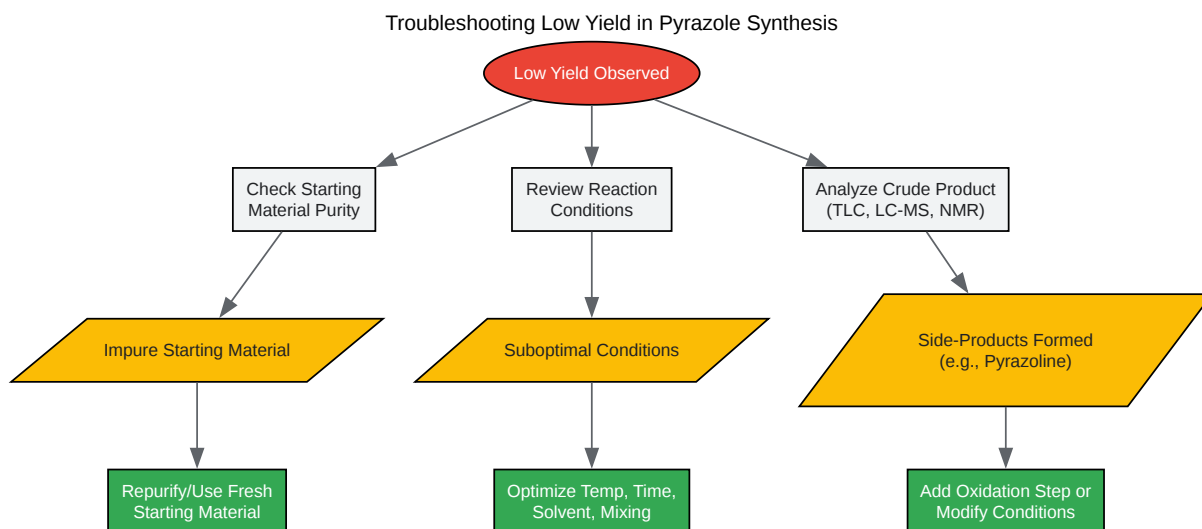 Troubleshooting Low Yield in Pyrazole Synthesis
Low Yield Observed
Check Starting
Material Purity
Review Reaction
Conditions
Analyze Crude Product
(TLC, LC-MS, NMR)
Impure Starting Material
Suboptimal Conditions
Side-Products Formed
(e.g., Pyrazoline)
Repurify/Use Fresh
Starting Material
Optimize Temp, Time,
Solvent, Mixing
Add Oxidation Step or
Modify Conditions